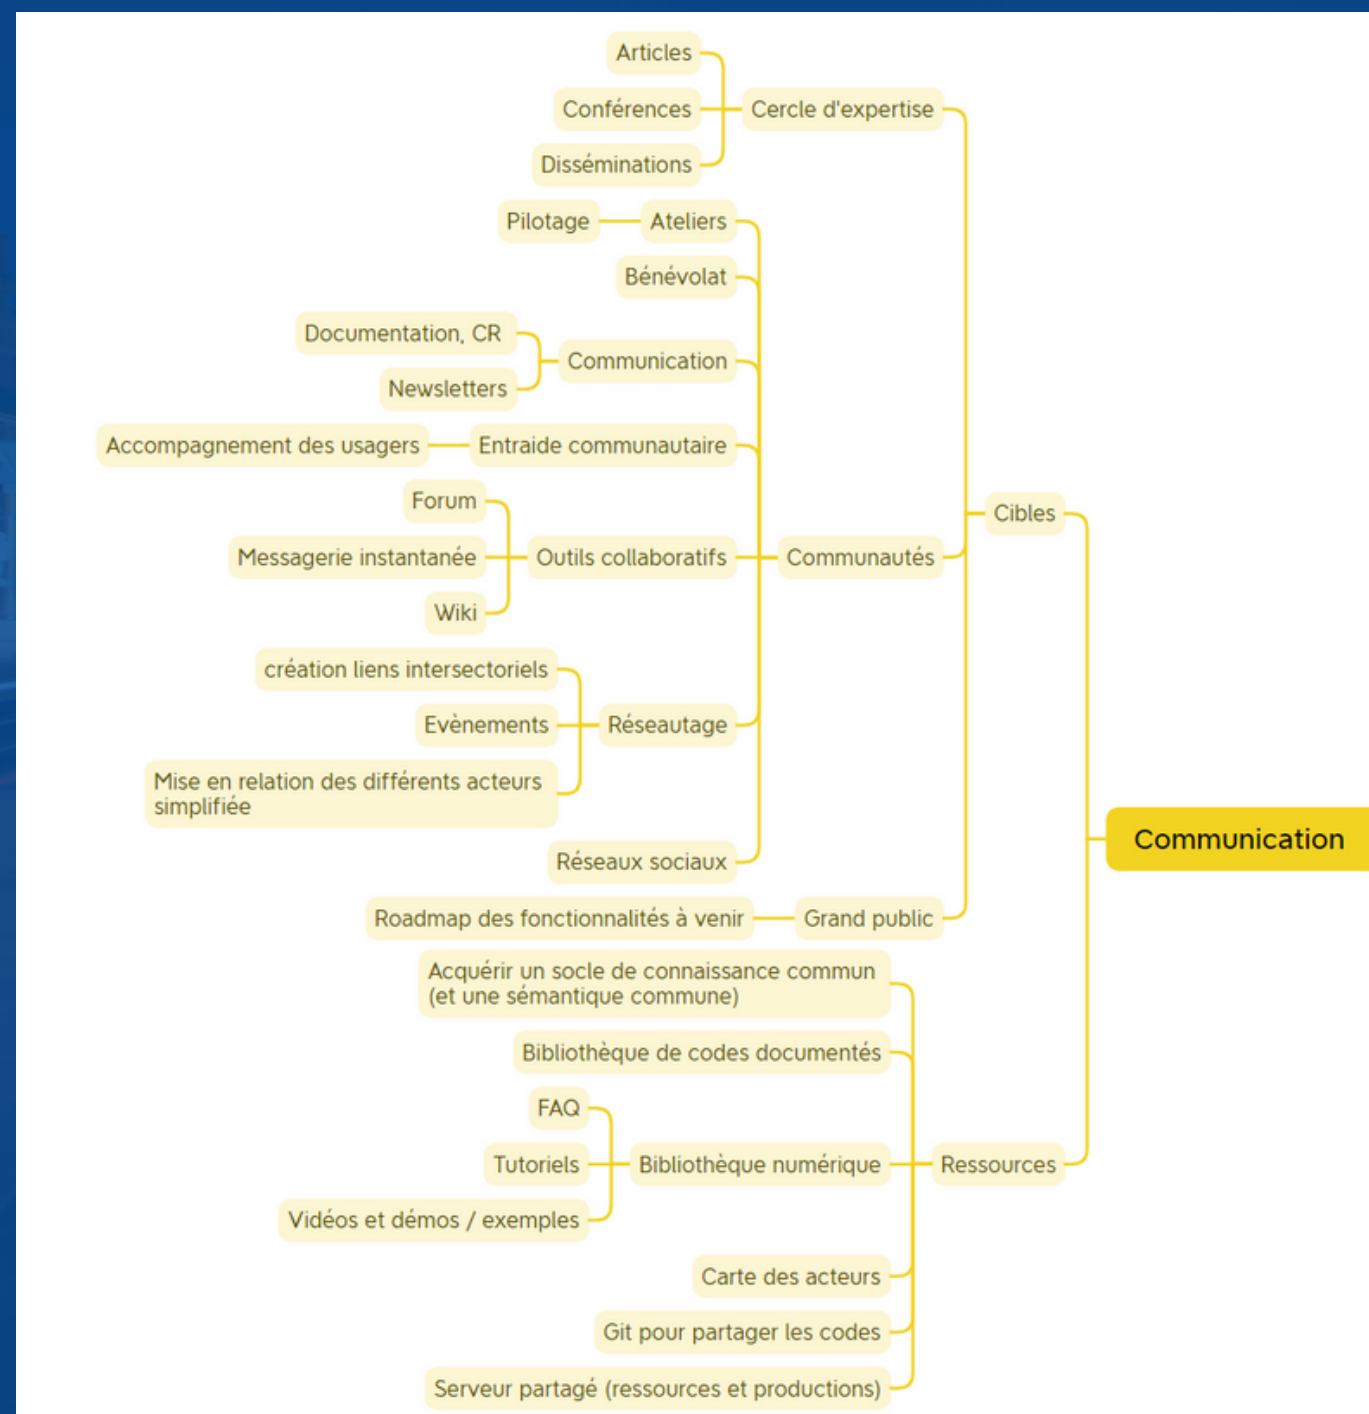 Articles
Conférences
Cercle d'expertise
Disséminations
Pilotage
Ateliers
Bénévolat
Documentation, CR
Communication
Newsletters
Accompagnement des usagers
Entraide communautaire
Forum
Cibles
Messagerie instantanée
Outils collaboratifs
Communautés
Wiki
création liens intersectoriels
Evènements
Réseautage
Mise en relation des différents acteurs
simplifiée
Communication
Réseaux sociaux
Roadmap des fonctionnalités à venir
Grand public
Acquérir un socle de connaissance commun
(et une sémantique commune)
Bibliothèque de codes documentés
FAQ
Tutoriels
Bibliothèque numérique
Ressources
Vidéos et démos / exemples
Carte des acteurs
Git pour partager les codes
Serveur partagé (ressources et productions)